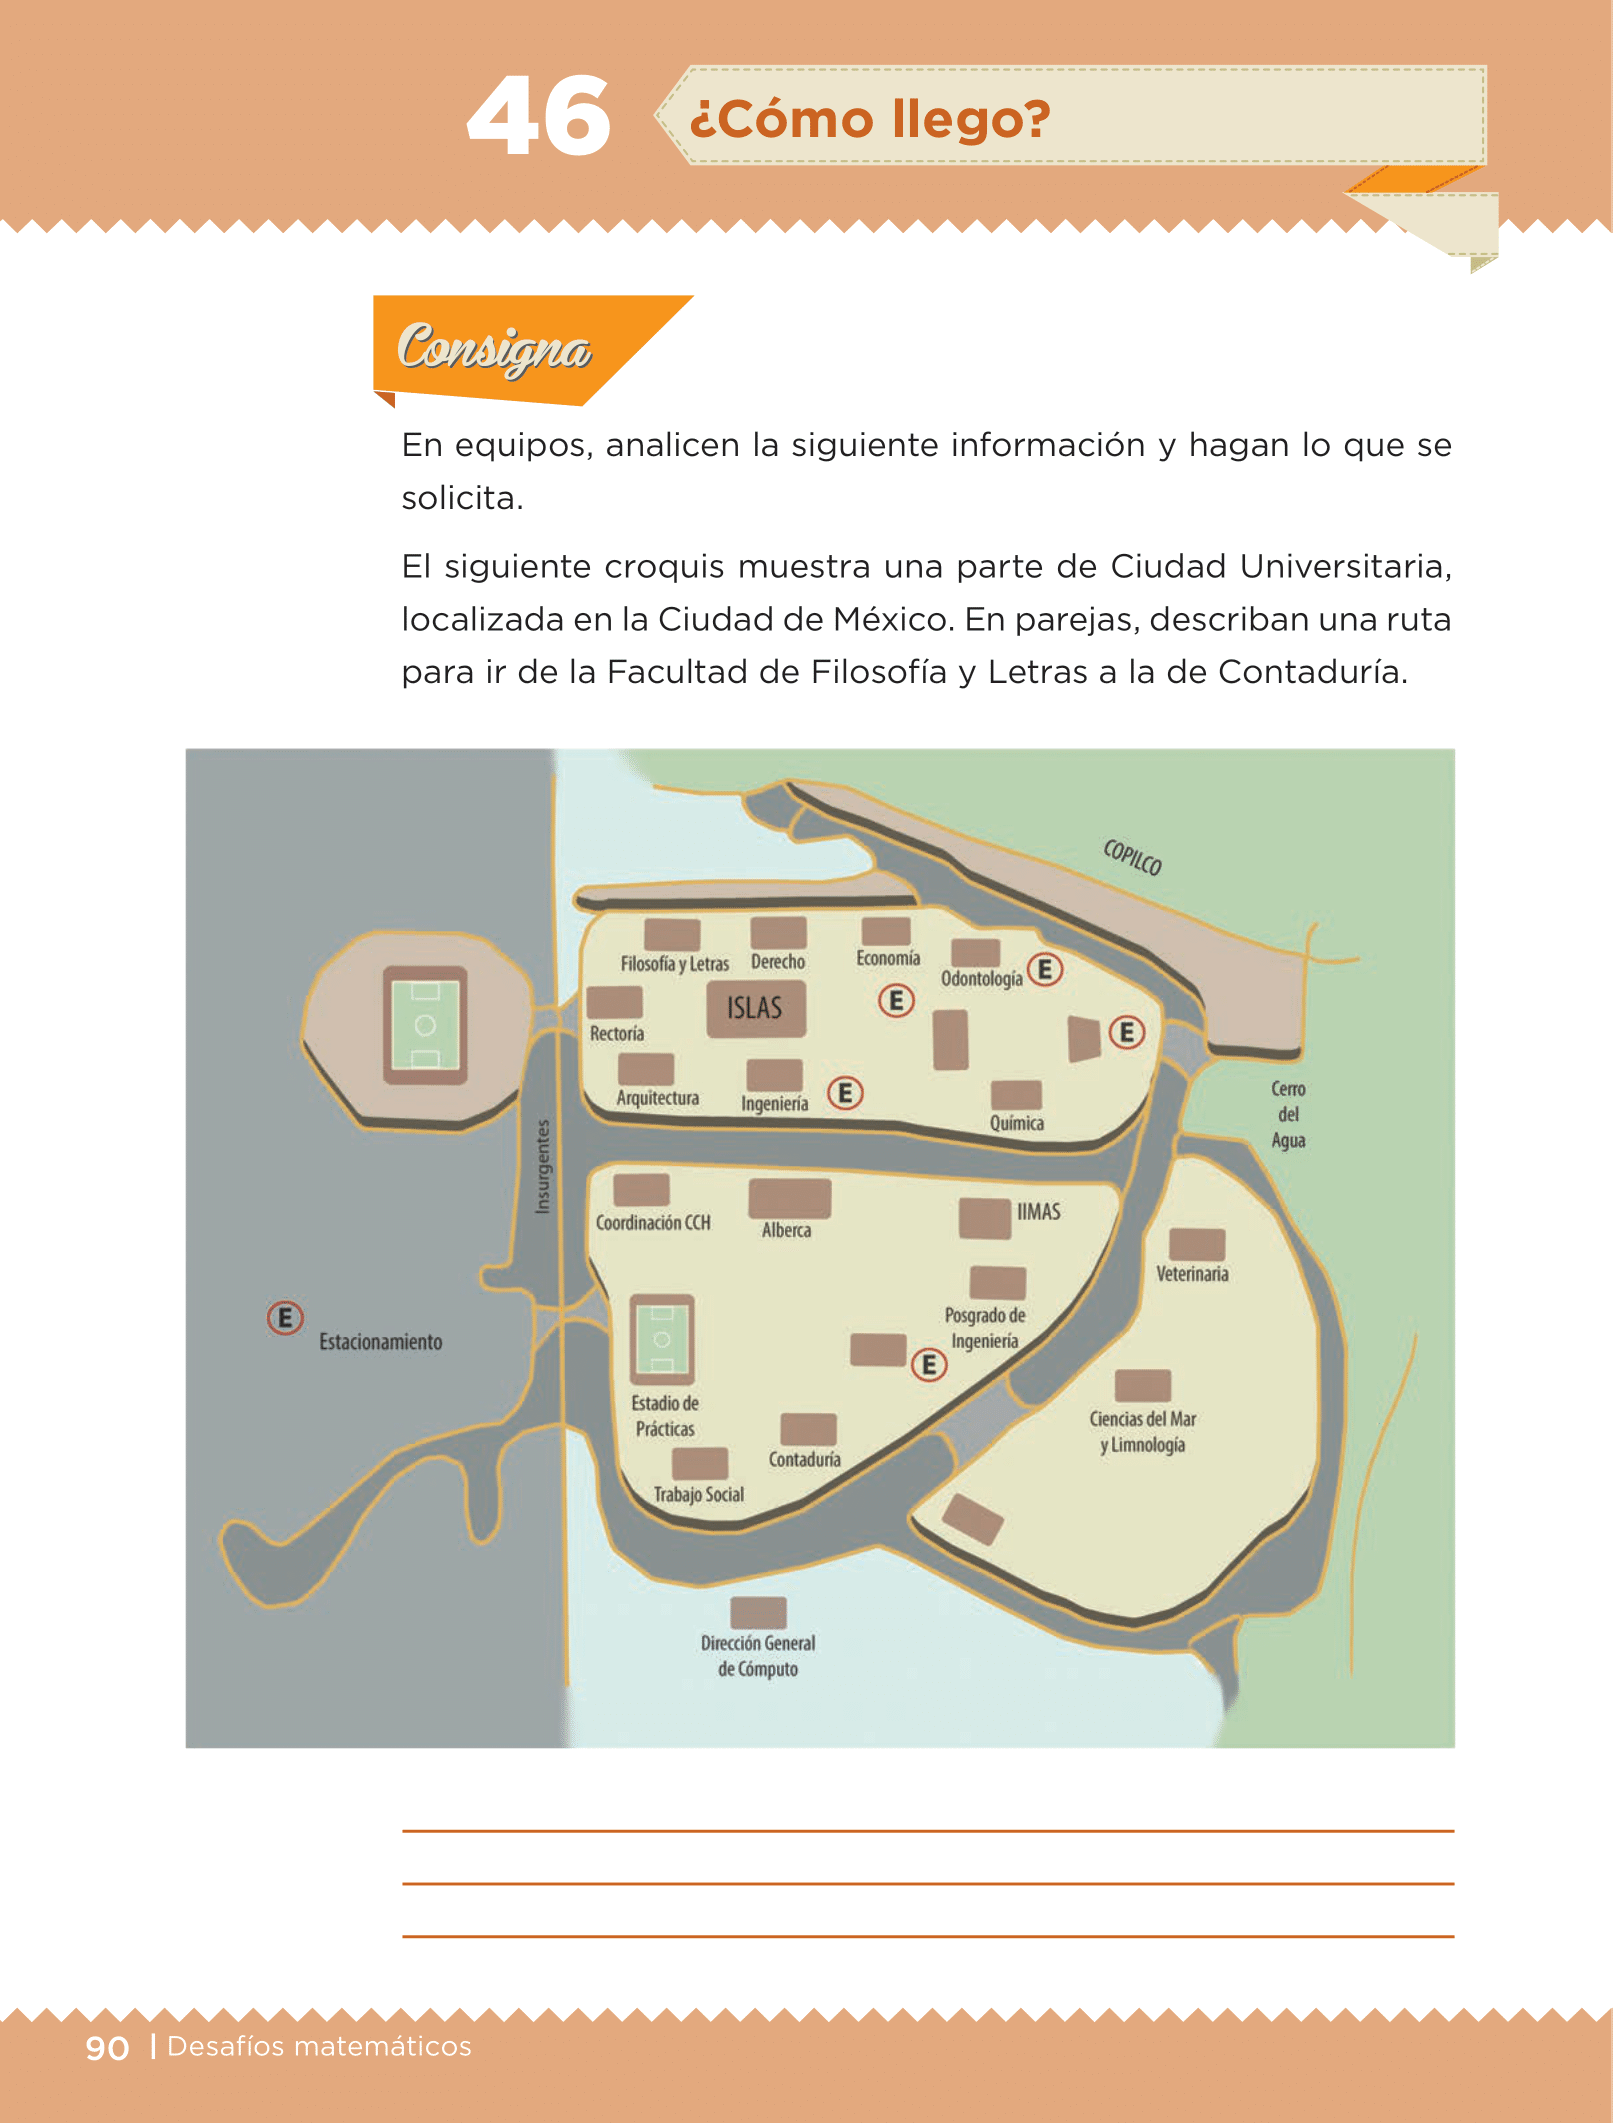 46
¿Cómo llego?
Consigna
En equipos, analicen la siguiente información y hagan lo que se
solicita.
El siguiente croquis muestra una parte de Ciudad Universitaria,
localizada en la Ciudad de México. En parejas, describan una ruta
para ir de la Facultad de Filosofía y Letras a la de Contaduría.
COPILCO
Filosofía y Letras
Derecho
Economía
Odontología
E
ISLAS
E
Rectoría
E
Arquitectura
Ingeniería
E
Química
Cerro
del
Agua
Insurgentes
Coordinación CCH
Alberca
IIMAS
Veterinaria
Posgrado de
Ingeniería
E
Estacionamiento
E
Estadio de
Prácticas
Contaduría
Ciencias del Mar
y Limnología
Trabajo Social
Dirección General
de Cómputo
90 | Desafíos matemáticos